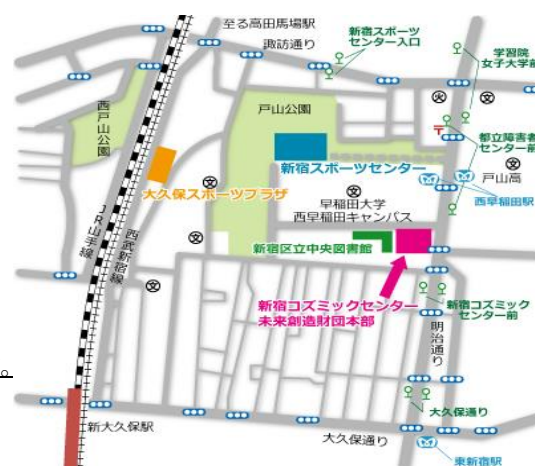 至る高田馬場駅
諏訪通り
新宿スポーツ
センター入口
学習院
女子大学前
西戸山公園
戸山公園
文
文
〒
新宿スポーツセンター
都立障害者
センター前
文
戸山高
大久保スポーツプラザ
文
早稲田大学
西早稲田キャンパス
西早稲田駅
JR山手線
西武新宿線
文
新宿区立中央図書館
文
新宿コズミックセンター
未来創造財団本部
新宿コズミック
センター前
明治通り
大久保通り
新大久保駅
大久保通り
東新宿駅